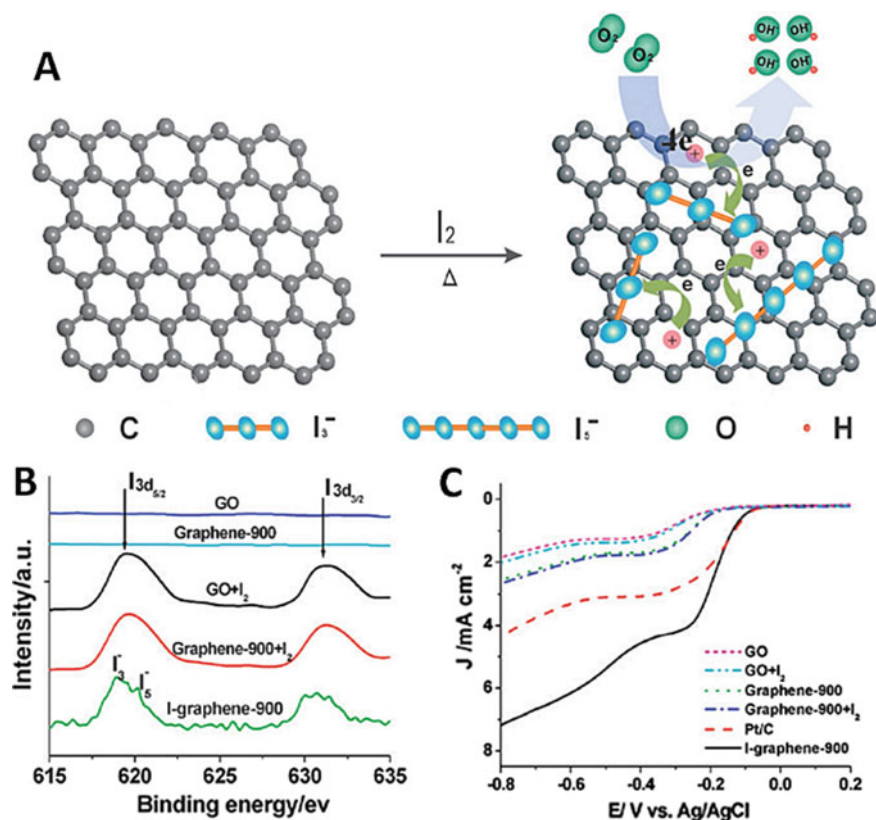 A
O₂
O₂
OH⁻ OH⁻
OH⁻ OH⁻
4e
+
e
I₂
Δ
+
e
e
+
C I₃⁻ I₅⁻ O H
B
I3d₅/₂
I3d₃/₂
GO
Graphene-900
GO+I₂
Graphene-900+I₂
I₃⁻
I₅⁻
I-graphene-900
Intensity/a.u.
615 620 625 630 635
Binding energy/ev
C
0
2
4
6
8
J /mA cm⁻²
GO
GO+I₂
Graphene-900
Graphene-900+I₂
Pt/C
I-graphene-900
-0.8 -0.6 -0.4 -0.2 0.0 0.2
E/ V vs. Ag/AgCl